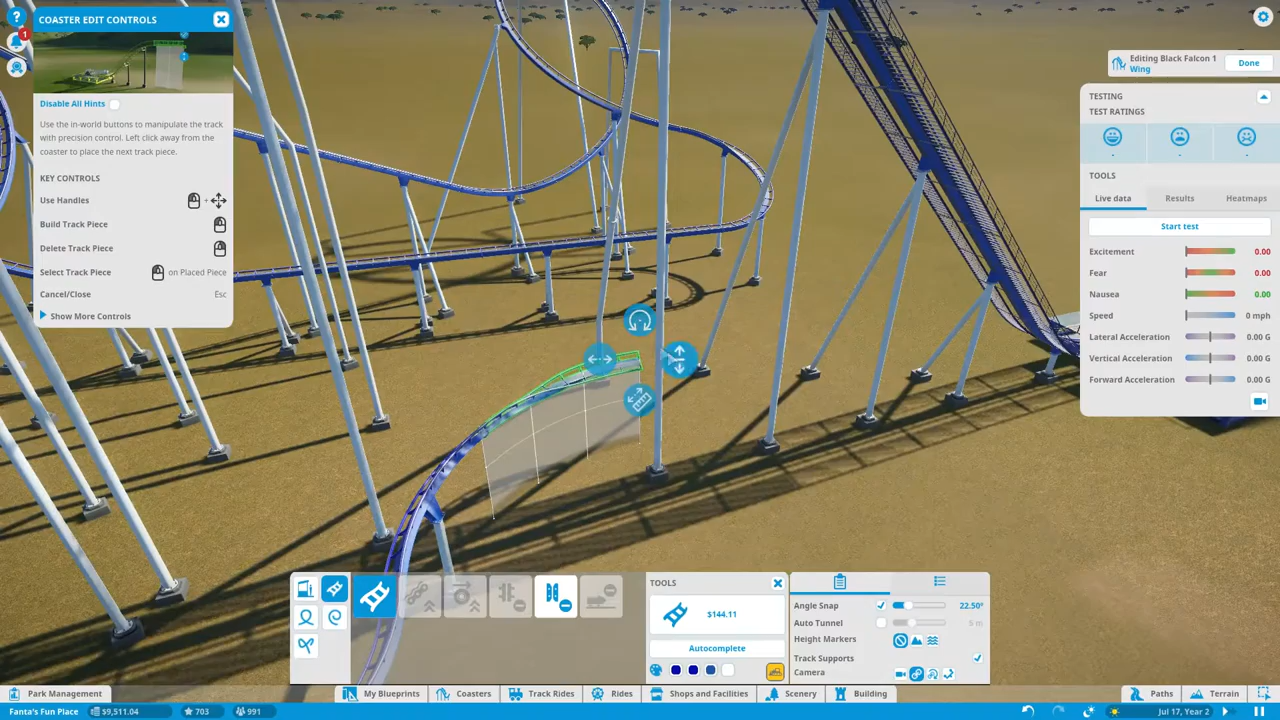 COASTER EDIT CONTROLS
Disable All Hints
Use the in-world buttons to manipulate the track
with precision control. Left click away from the
coaster to place the next track piece.
KEY CONTROLS
Use Handles +
Build Track Piece
Delete Track Piece
Select Track Piece on Placed Piece
Cancel/Close Esc
Show More Controls
? 
1
Editing Black Falcon 1
Wing
Done
TESTING
TEST RATINGS
- - -
TOOLS
Live data Results Heatmaps
Start test
Excitement 0.00
Fear 0.00
Nausea 0.00
Speed 0 mph
Lateral Acceleration 0.00 G
Vertical Acceleration 0.00 G
Forward Acceleration 0.00 G
TOOLS
$144.11
Autocomplete
Angle Snap 22.50°
Auto Tunnel 5 m
Height Markers
Track Supports
Camera
Park Management My Blueprints Coasters Track Rides Rides Shops and Facilities Scenery Building Paths Terrain
Fanta's Fun Place $9,511.04 703 991 Jul 17, Year 2